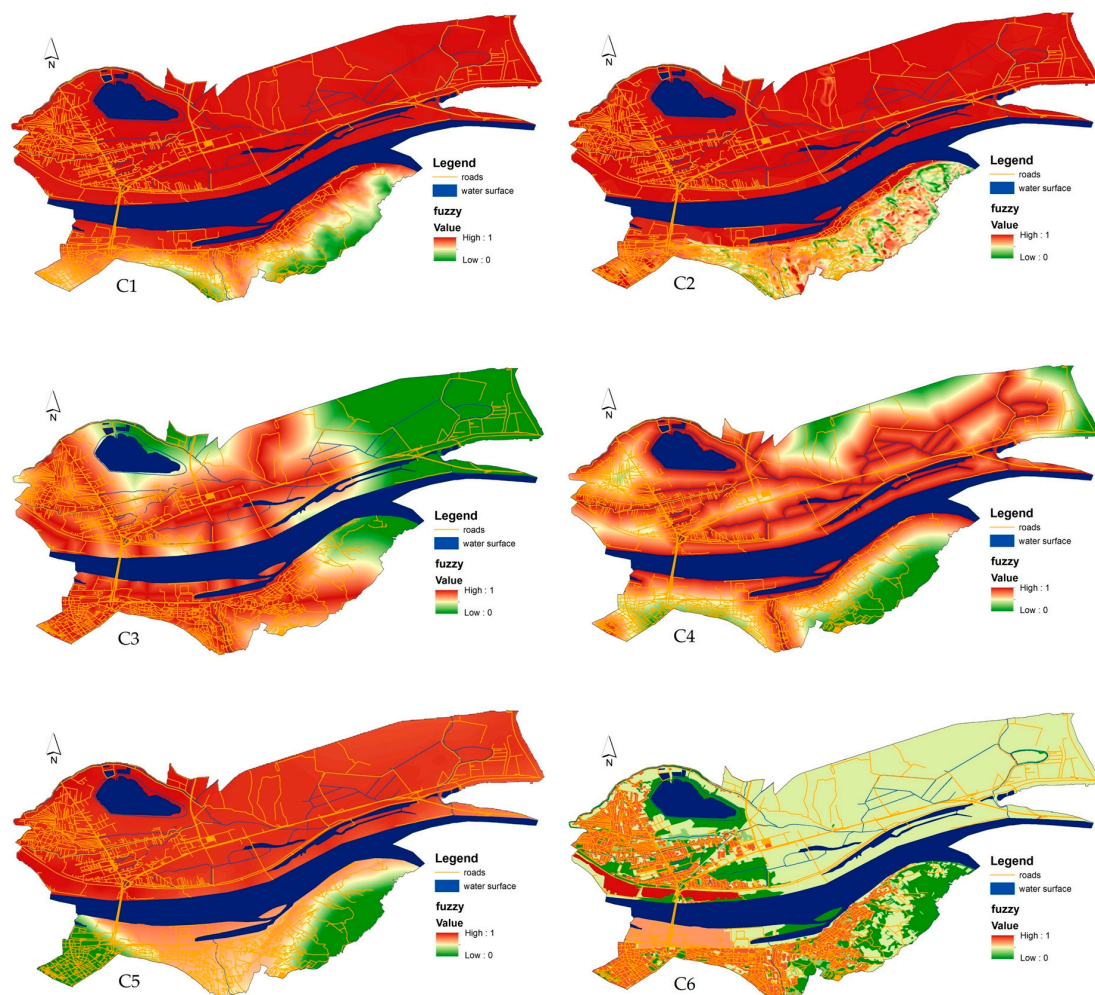 N
Legend
roads
water surface
fuzzy
Value
High : 1
Low : 0
C1
N
Legend
roads
water surface
fuzzy
Value
High : 1
Low : 0
C2
N
Legend
roads
water surface
fuzzy
Value
High : 1
Low : 0
C3
N
Legend
roads
water surface
fuzzy
Value
High : 1
Low : 0
C4
N
Legend
roads
water surface
fuzzy
Value
High : 1
Low : 0
C5
N
Legend
roads
water surface
fuzzy
Value
High : 1
Low : 0
C6